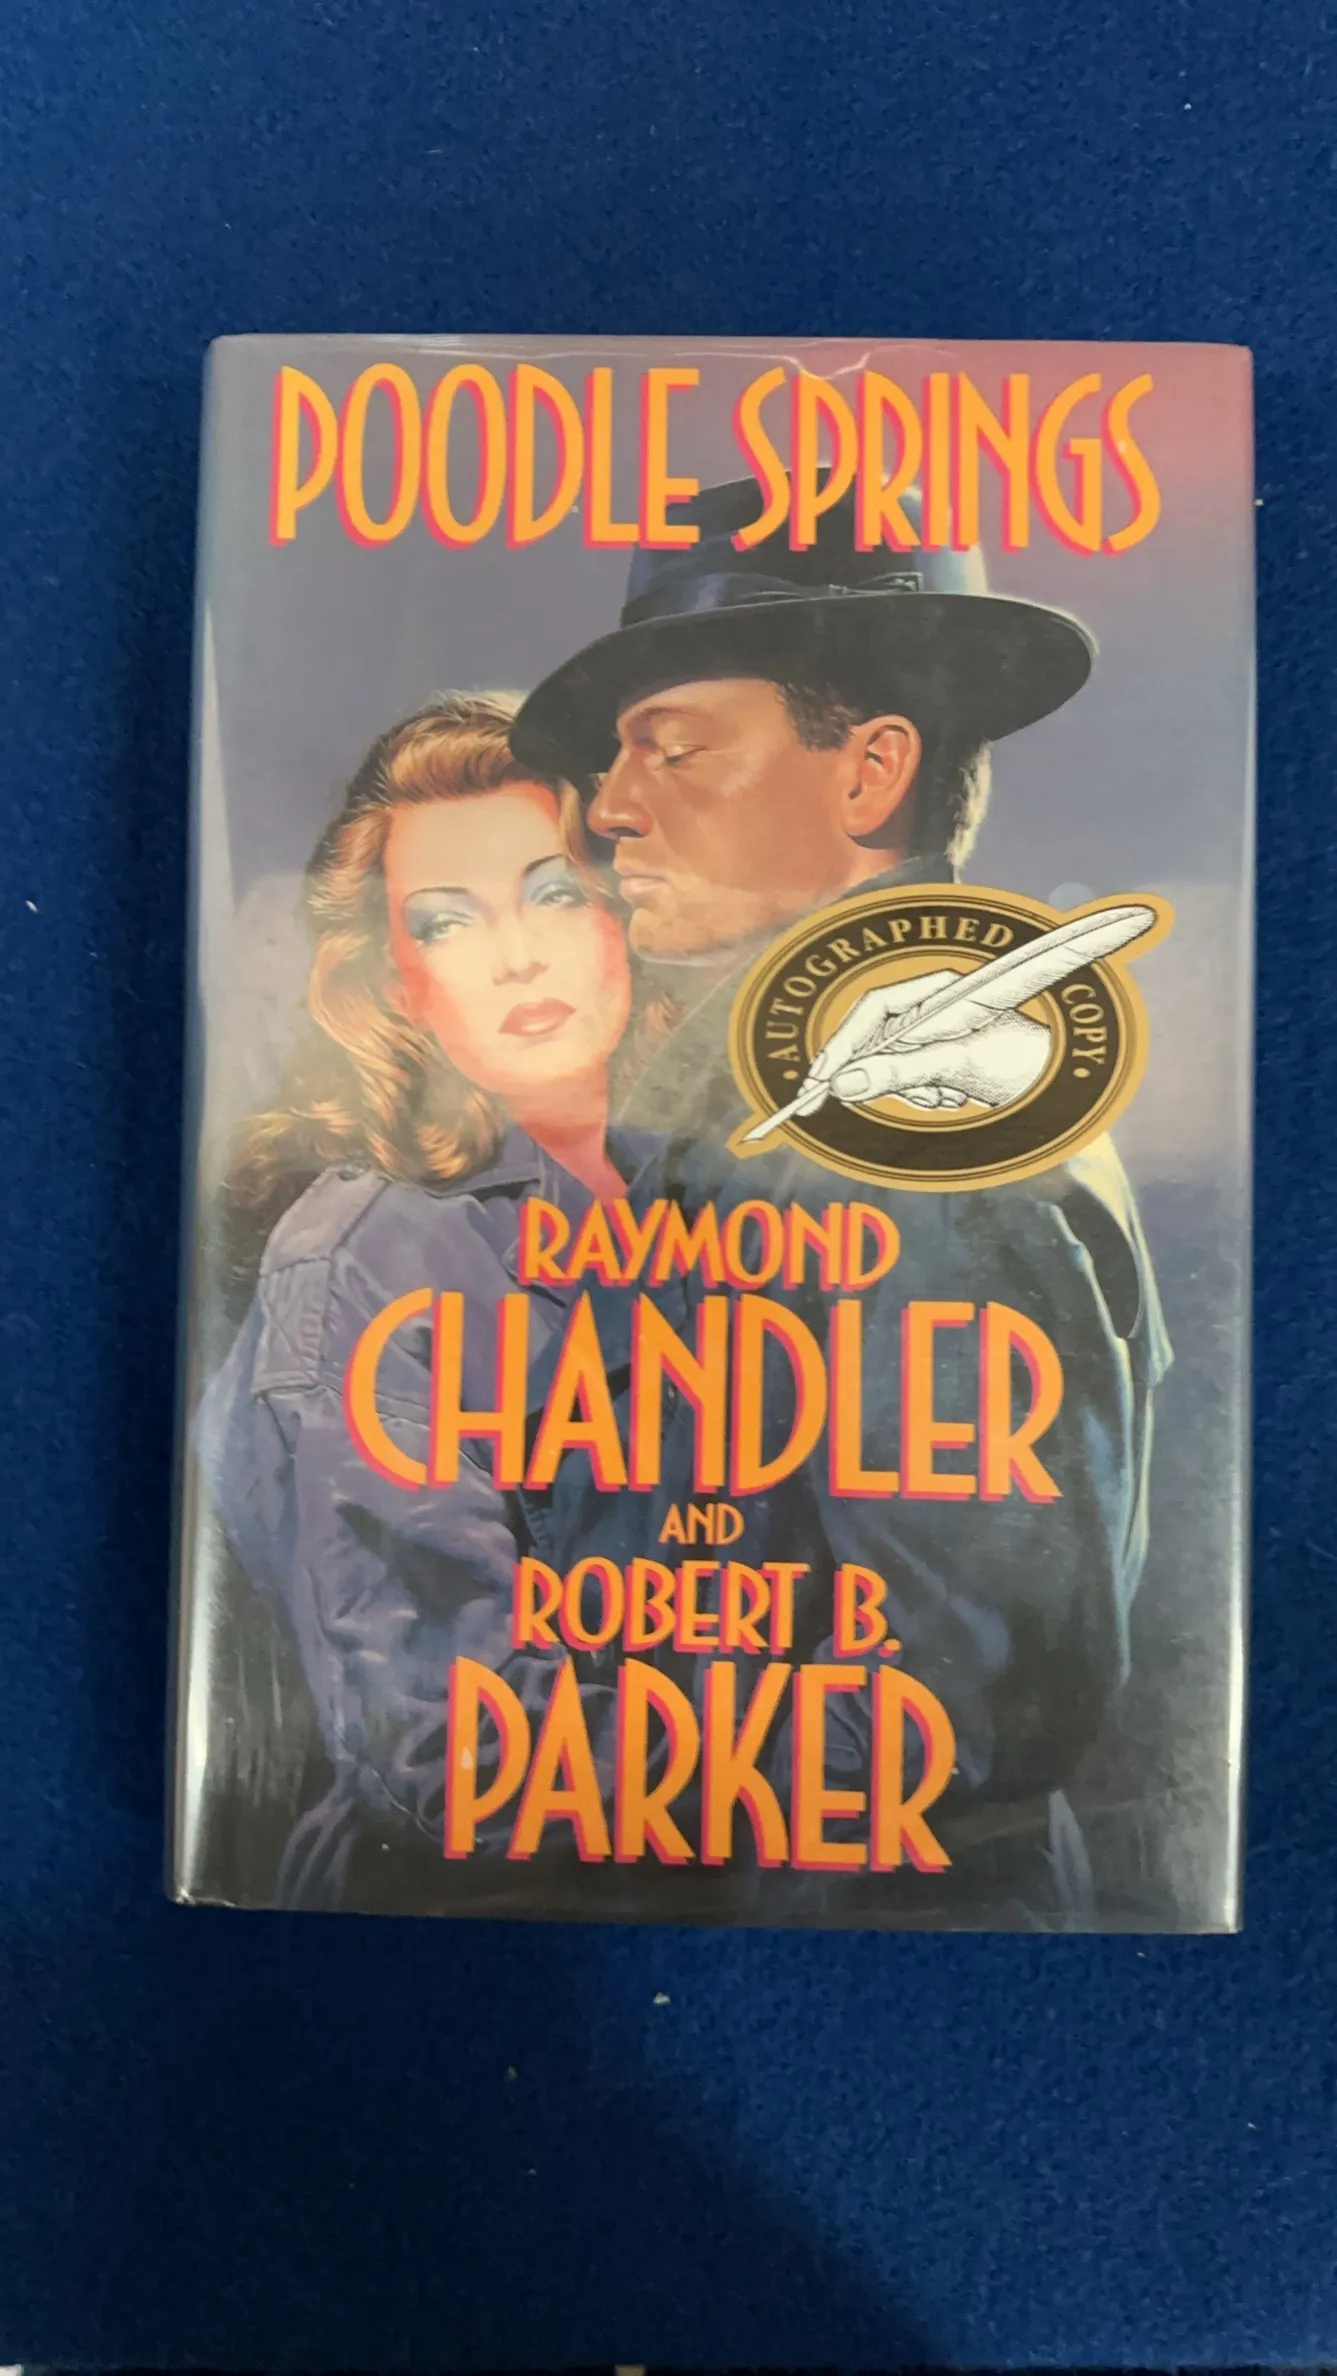 POODLE SPRINGS
AUTOGRAPHED COPY
RAYMOND
CHANDLER
AND
ROBERT B.
PARKER